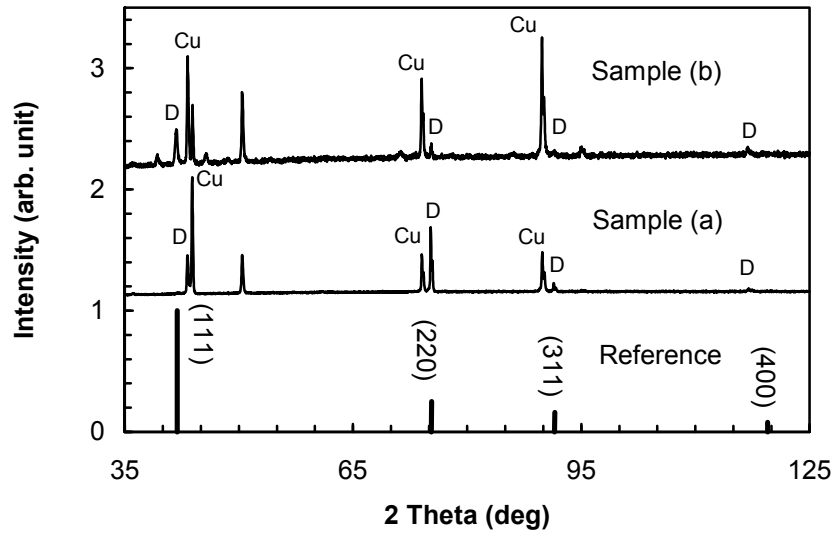 Cu
Cu
Cu
3
Sample (b)
D
D
D
D
2
Cu
D
Sample (a)
D
Cu
Cu
D
D
1
(111)
(220)
(311)
(400)
Reference
0
35
65
95
125
2 Theta (deg)
Intensity (arb. unit)